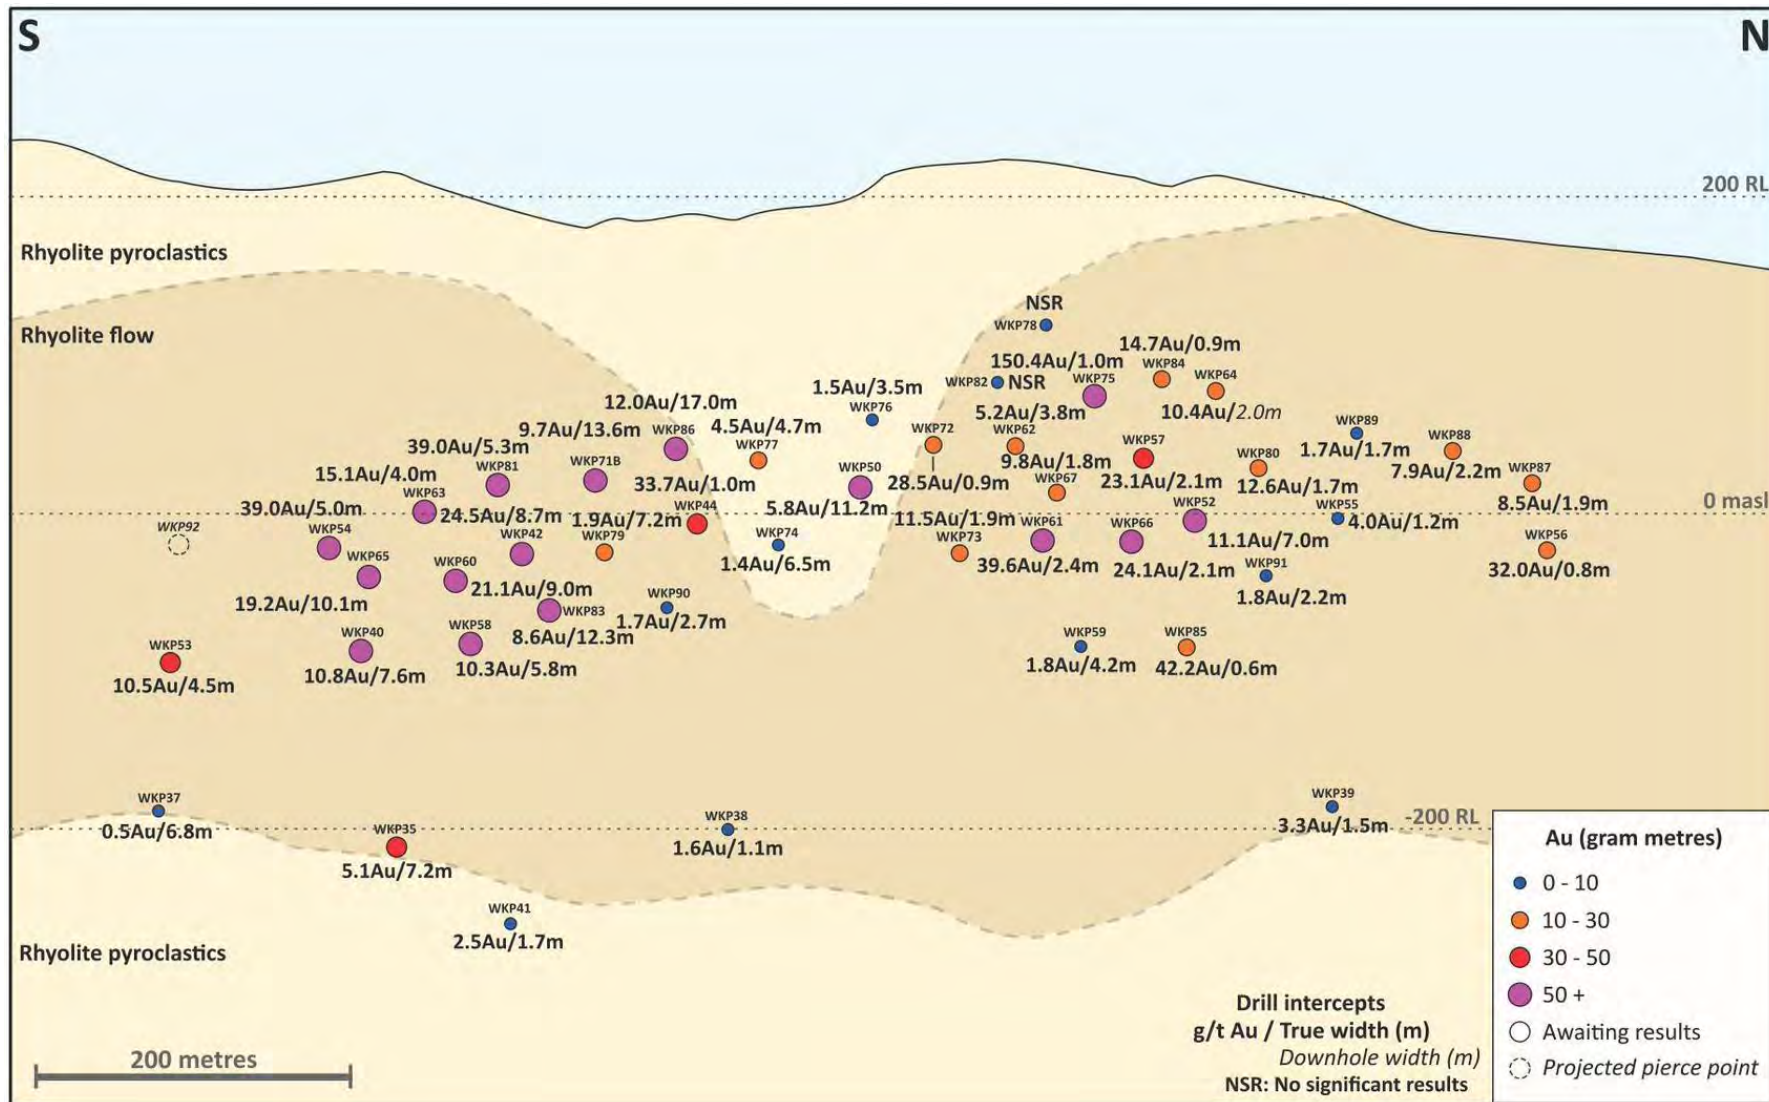 S
N
200 RL
Rhyolite pyroclastics
NSR
WKP78
Rhyolite flow
14.7Au/0.9m
WKP84
150.4Au/1.0m
WKP75
WKP64
WKP82
NSR
10.4Au/2.0m
1.5Au/3.5m
WKP76
12.0Au/17.0m
WKP86
4.5Au/4.7m
WKP77
5.2Au/3.8m
WKP62
WKP72
28.5Au/0.9m
9.7Au/13.6m
WKP71B
39.0Au/5.3m
WKP81
15.1Au/4.0m
WKP63
WKP57
23.1Au/2.1m
9.8Au/1.8m
WKP67
WKP80
12.6Au/1.7m
WKP89
1.7Au/1.7m
WKP88
7.9Au/2.2m
WKP87
8.5Au/1.9m
0 masl
WKP50
5.8Au/11.2m
33.7Au/1.0m
WKP44
39.0Au/5.0m
WKP54
24.5Au/8.7m
WKP42
1.9Au/7.2m
WKP79
WKP92
WKP74
1.4Au/6.5m
11.5Au/1.9m
WKP73
WKP61
39.6Au/2.4m
WKP66
24.1Au/2.1m
WKP52
11.1Au/7.0m
WKP55
4.0Au/1.2m
WKP56
32.0Au/0.8m
WKP65
19.2Au/10.1m
WKP60
21.1Au/9.0m
WKP83
8.6Au/12.3m
WKP90
1.7Au/2.7m
WKP91
1.8Au/2.2m
WKP53
10.5Au/4.5m
WKP40
10.8Au/7.6m
WKP58
10.3Au/5.8m
WKP59
1.8Au/4.2m
WKP85
42.2Au/0.6m
WKP37
0.5Au/6.8m
WKP35
5.1Au/7.2m
WKP38
1.6Au/1.1m
WKP39
3.3Au/1.5m
-200 RL
WKP41
2.5Au/1.7m
Rhyolite pyroclastics
200 metres
Drill intercepts
g/t Au / True width (m)
Downhole width (m)
NSR: No significant results
Au (gram metres)
0 - 10
10 - 30
30 - 50
50 +
Awaiting results
Projected pierce point